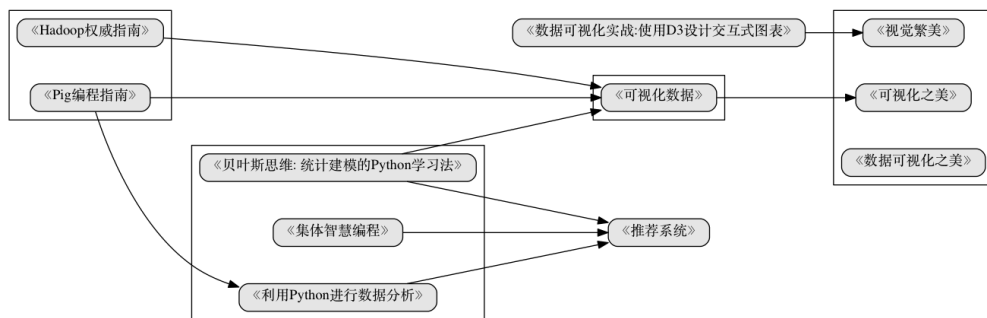 《Hadoop权威指南》
《数据可视化实战:使用D3设计交互式图表》
《视觉繁美》
《Pig编程指南》
《可视化数据》
《可视化之美》
《贝叶斯思维: 统计建模的Python学习法》
《数据可视化之美》
《集体智慧编程》
《推荐系统》
《利用Python进行数据分析》